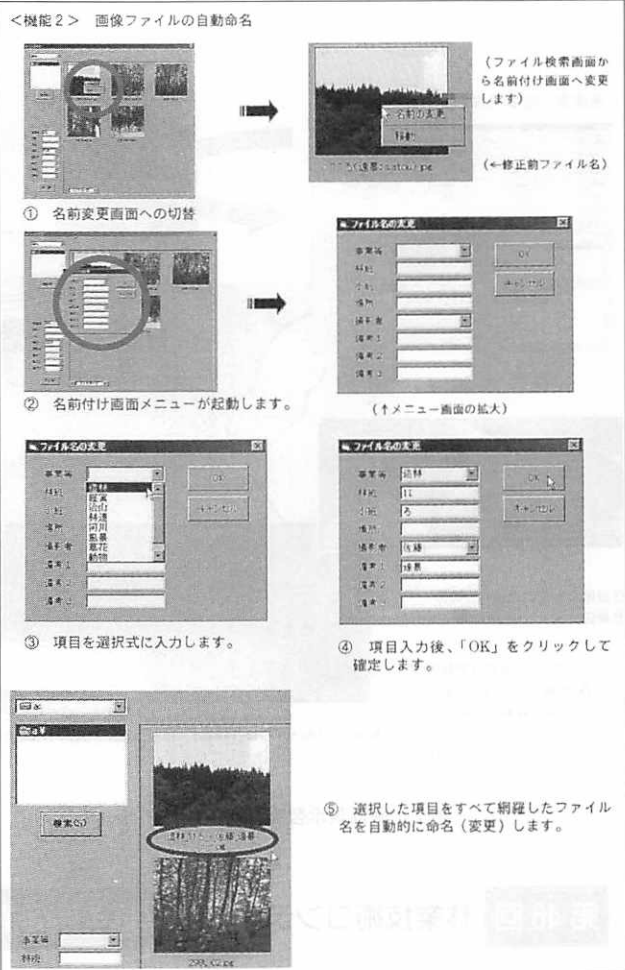 ＜機能２＞　画像ファイルの自動命名
（ファイル検索画面か
ら名前付け画面へ変更
します）
名前の変更
移動
（←修正前ファイル名）
①　名前変更画面への切替
②　名前付け画面メニューが起動します。
ファイル名の変更
事業等
林班
小班
場所
撮影者
備考１
備考２
備考３
OK
キャンセル
（↑メニュー画面の拡大）
ファイル名の変更
事業等
林班
小班
場所
撮影者
備考１
備考２
備考３
造林
経営
治山
林道
河川
風景
草花
動物
OK
キャンセル
③　項目を選択式に入力します。
ファイル名の変更
事業等　造林
林班
小班　ろ
場所
撮影者　佐藤
備考１　遠景
備考２
備考３
OK
キャンセル
④　項目入力後、「OK」をクリックして
確定します。
a:
a:¥
検索(S)
事業等
林班
⑤　選択した項目をすべて網羅したファイル
名を自動的に命名（変更）します。